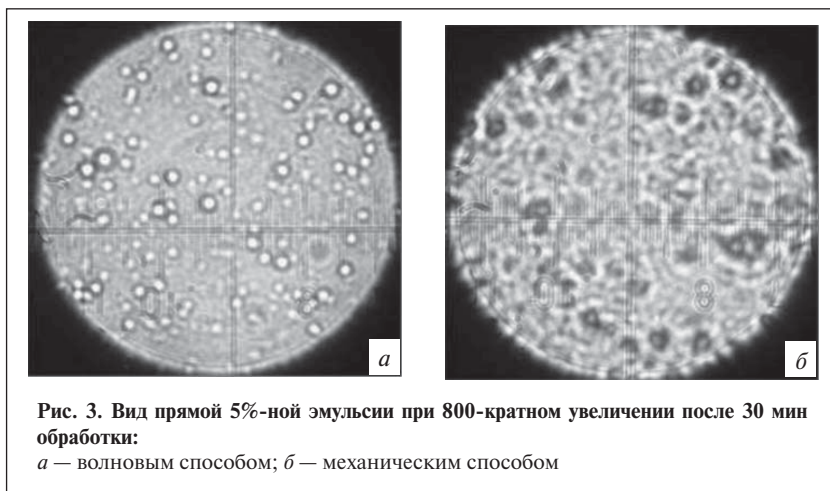 а
б
Рис. 3. Вид прямой 5%-ной эмульсии при 800-кратном увеличении после 30 мин
обработки:
а — волновым способом; б — механическим способом